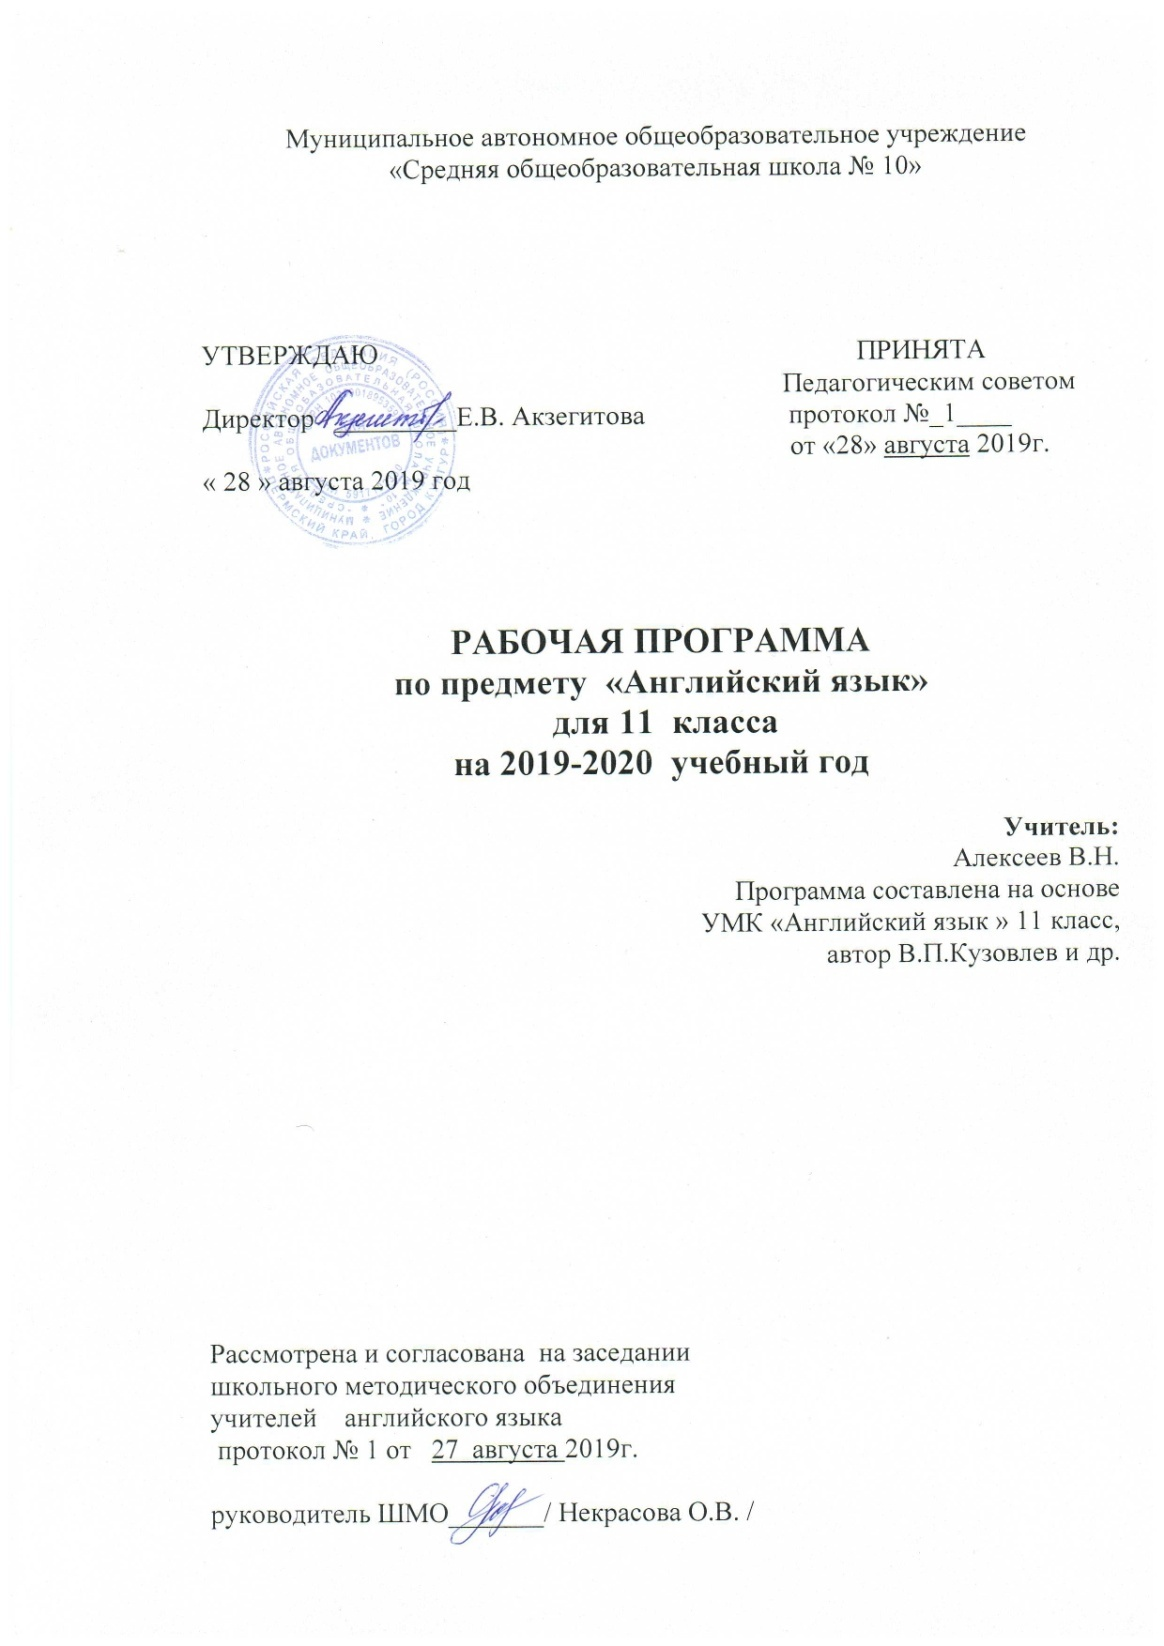 Муниципальное автономное общеобразовательное учреждение
«Средняя общеобразовательная школа № 10»
УТВЕРЖДАЮ
Директор__________Е.В. Акзегитова
« 28 » августа 2019 год
ДОКУМЕНТОВ
ПРИНЯТА
Педагогическим советом
протокол №_1____
от «28» августа 2019г.
РАБОЧАЯ ПРОГРАММА
по предмету «Английский язык»
для 11 класса
на 2019-2020 учебный год
Учитель:
Алексеев В.Н.
Программа составлена на основе
УМК «Английский язык » 11 класс,
автор В.П.Кузовлев и др.
Рассмотрена и согласована на заседании
школьного методического объединения
учителей английского языка
протокол № 1 от 27 августа 2019г.
руководитель ШМО_______/ Некрасова О.В. /